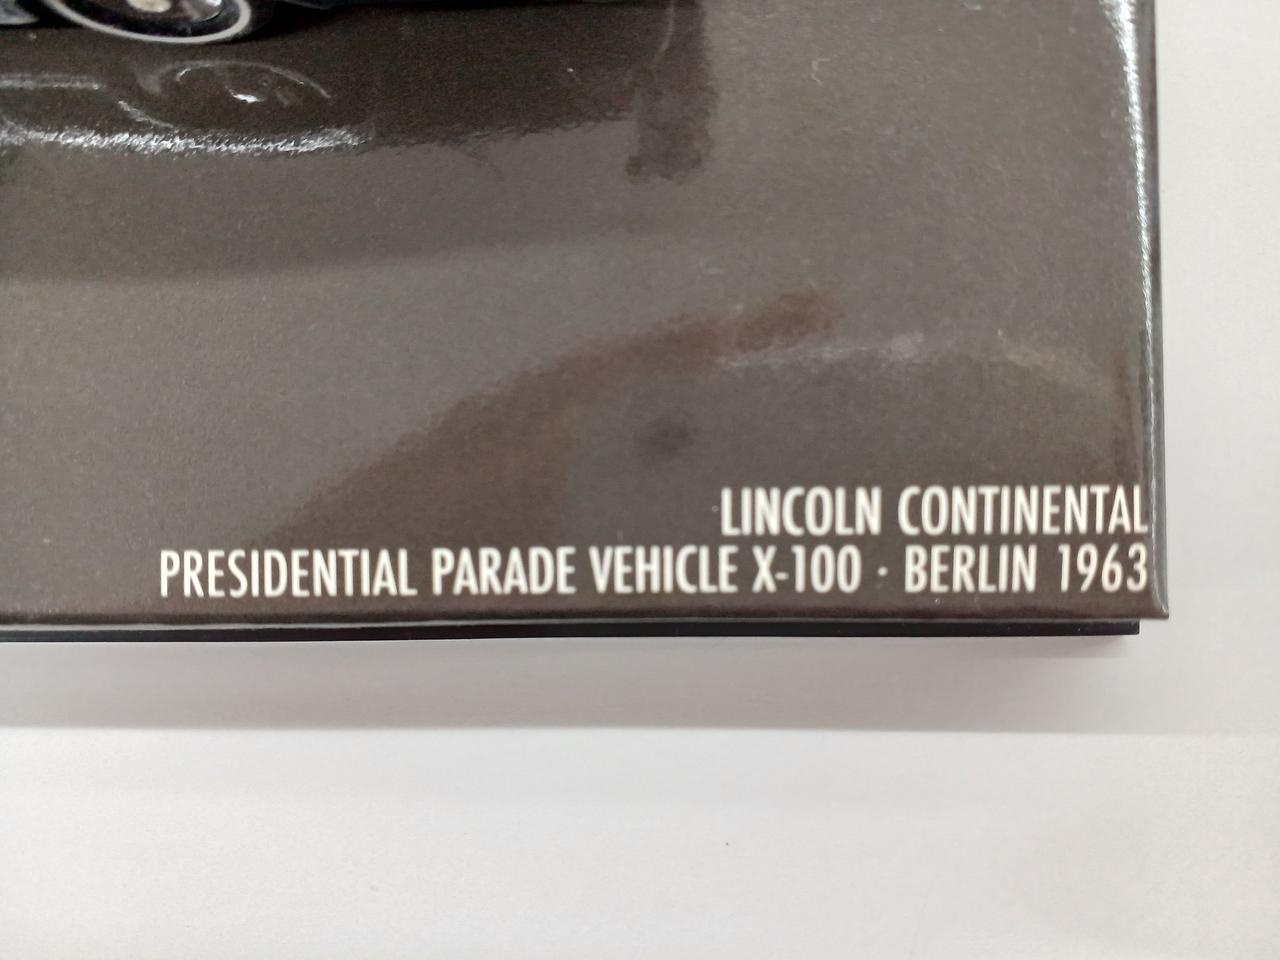 LINCOLN CONTINENTAL
PRESIDENTIAL PARADE VEHICLE X-100 · BERLIN 1963